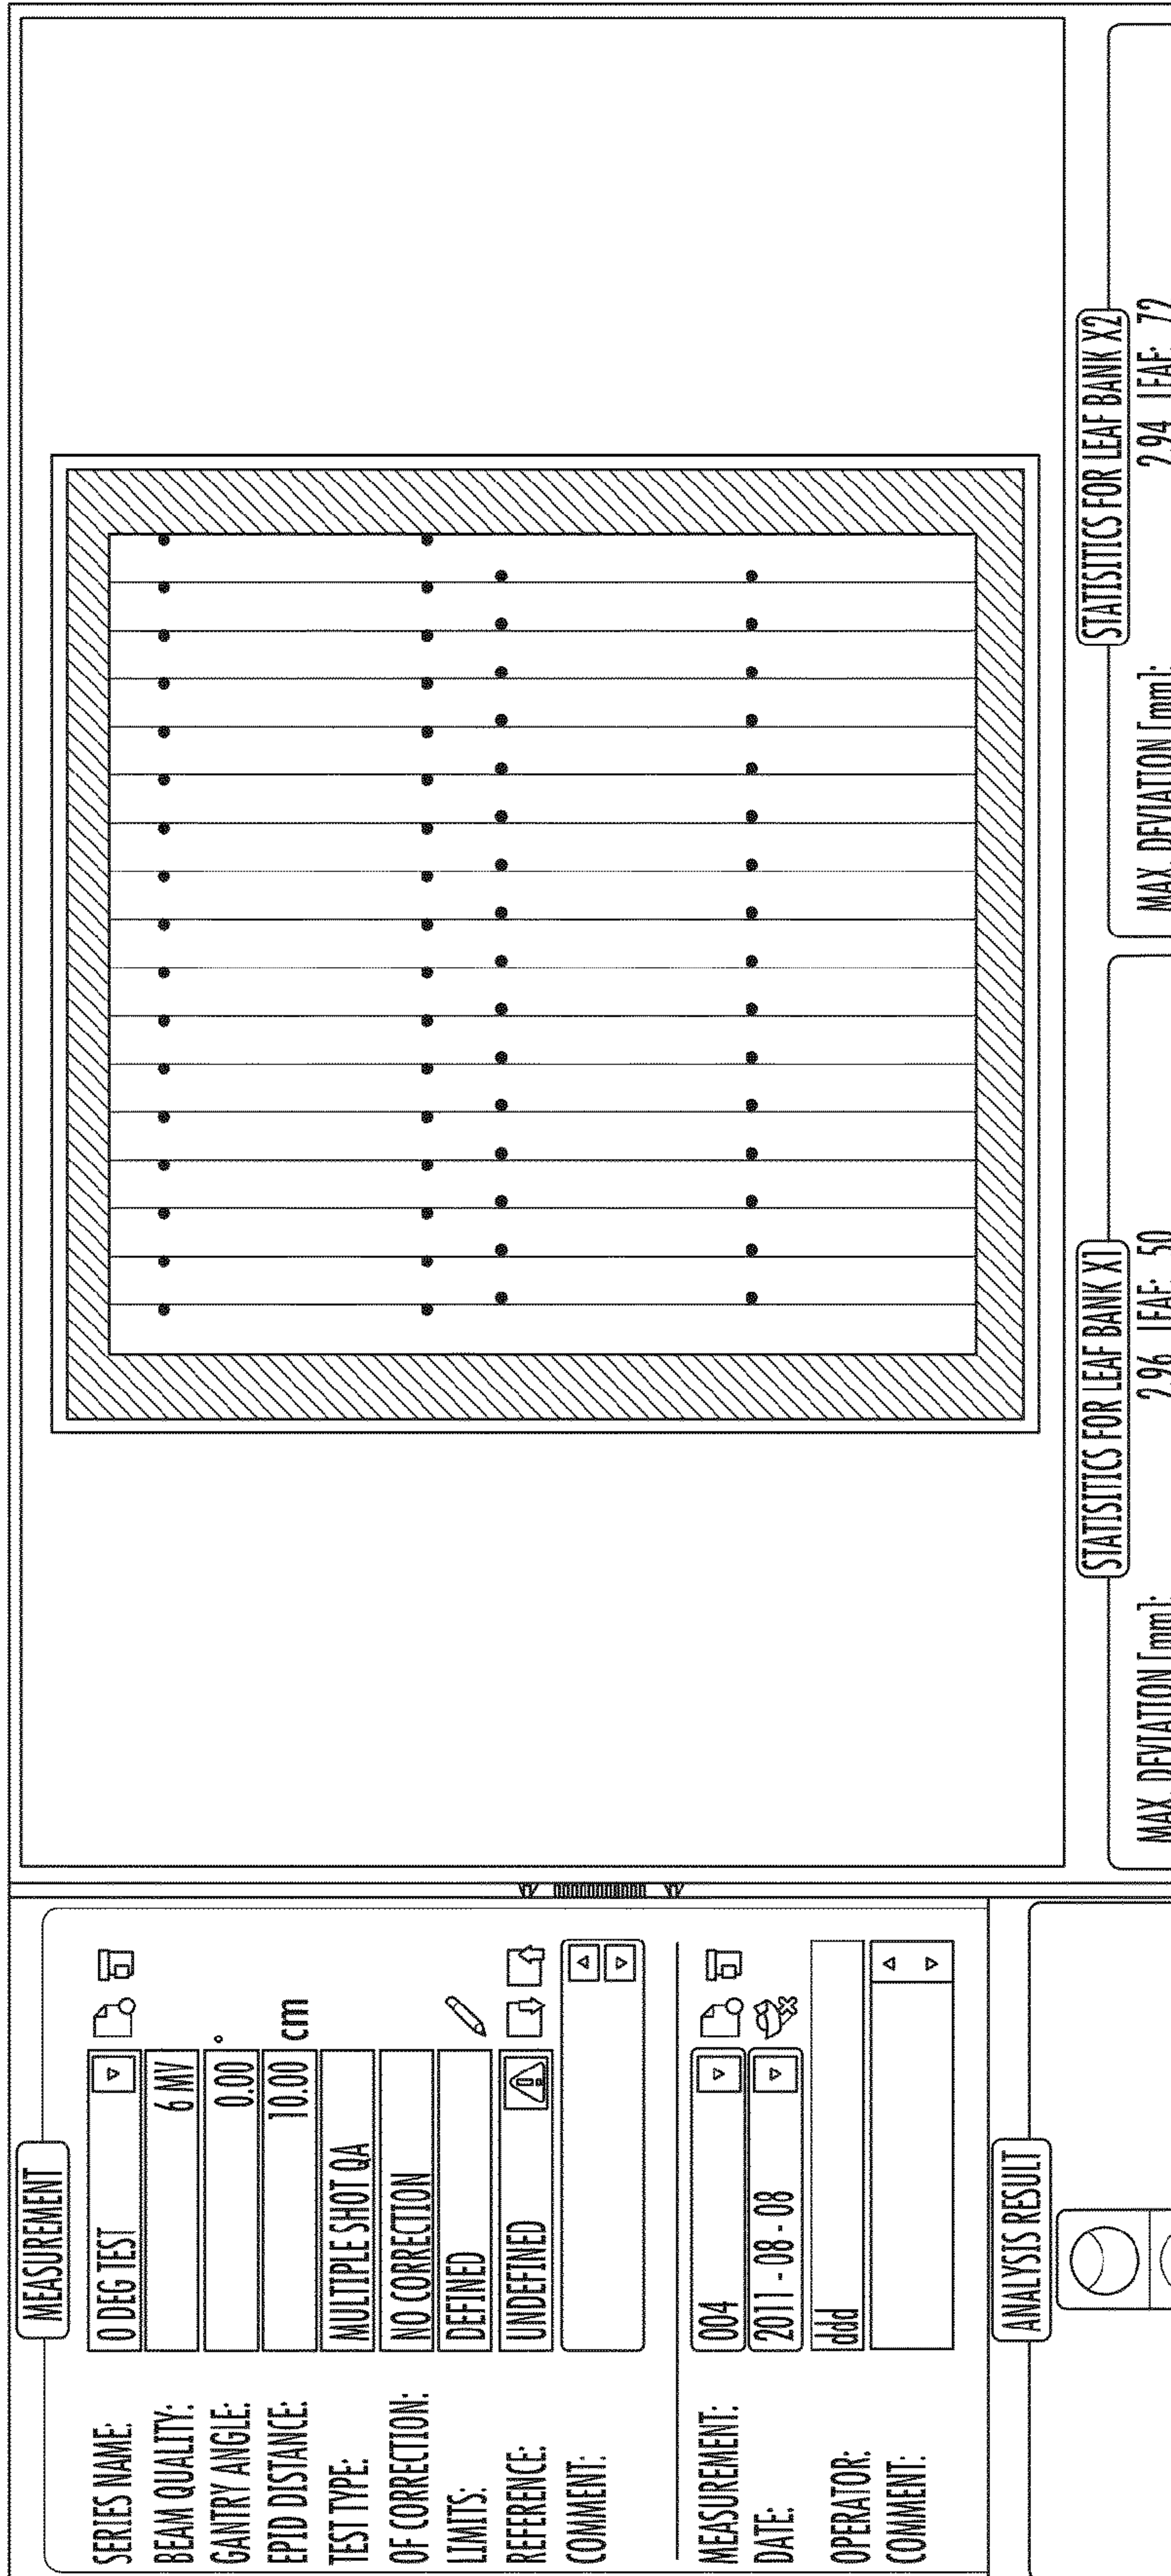 MEASUREMENT
SERIES NAME: 0 DEG TEST
BEAM QUALITY: 6 MV
GANTRY ANGLE: 0.00 °
EPID DISTANCE: 10.00 cm
TEST TYPE: MULTIPLE SHOT QA
OF CORRECTION: NO CORRECTION
LIMITS: DEFINED
REFERENCE: UNDEFINED
COMMENT:
MEASUREMENT: 004
DATE: 2011 - 08 - 08
OPERATOR: ddd
COMMENT:
ANALYSIS RESULT
STATISITICS FOR LEAF BANK X1
MAX. DEVIATION [mm]: 2.96 LEAF: 50
STATISITICS FOR LEAF BANK X2
MAX. DEVIATION [mm]: 2.94 LEAF: 72